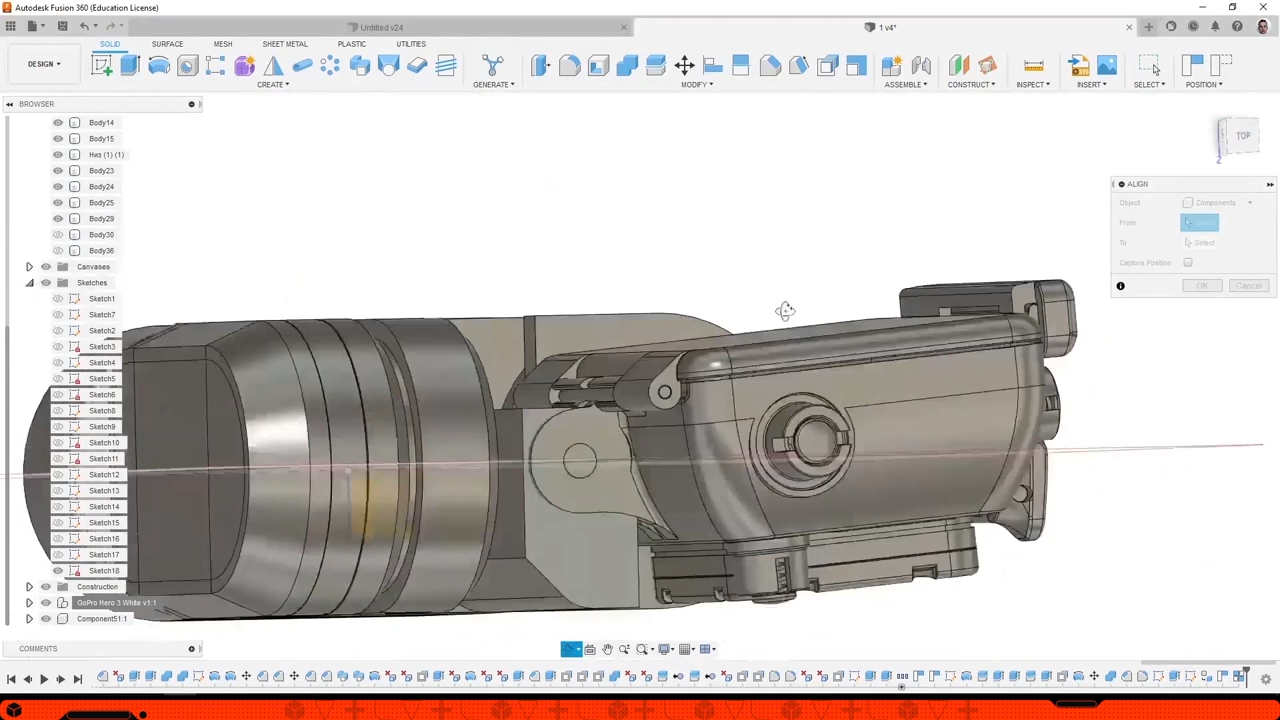 Autodesk Fusion 360 (Education License)
Untitled v24
1 v4*
DESIGN
SOLID
SURFACE
MESH
SHEET METAL
PLASTIC
UTILITIES
CREATE
GENERATE
MODIFY
ASSEMBLE
CONSTRUCT
INSPECT
INSERT
SELECT
POSITION
BROWSER
Body14
Body15
Низ (1) (1)
Body23
Body24
Body25
Body29
Body30
Body36
Canvases
Sketches
Sketch1
Sketch7
Sketch2
Sketch3
Sketch4
Sketch5
Sketch6
Sketch8
Sketch9
Sketch10
Sketch11
Sketch12
Sketch13
Sketch14
Sketch15
Sketch16
Sketch17
Sketch18
Construction
GoPro Hero 3 White v1:1
Component51:1
COMMENTS
TOP
Z
ALIGN
Object
Components
From
To
Select
Capture Position
OK
Cancel